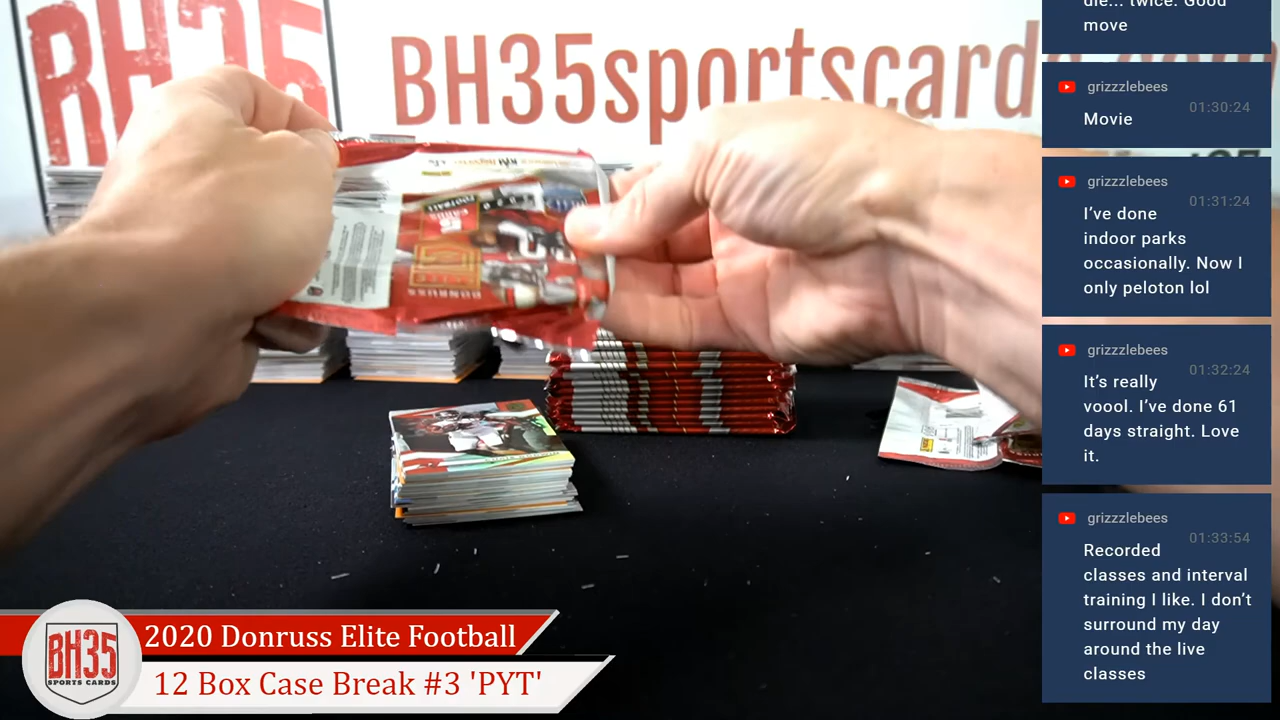 BH35
BH35sportscard
die... twice. Good
move
grizzzlebees
01:30:24
Movie
grizzzlebees
01:31:24
I've done
indoor parks
occasionally. Now I
only peloton lol
grizzzlebees
01:32:24
It's really
voool. I've done 61
days straight. Love
it.
grizzzlebees
01:33:54
Recorded
classes and interval
training I like. I don't
surround my day
around the live
classes
BH35
SPORTS CARDS
2020 Donruss Elite Football
12 Box Case Break #3 'PYT'